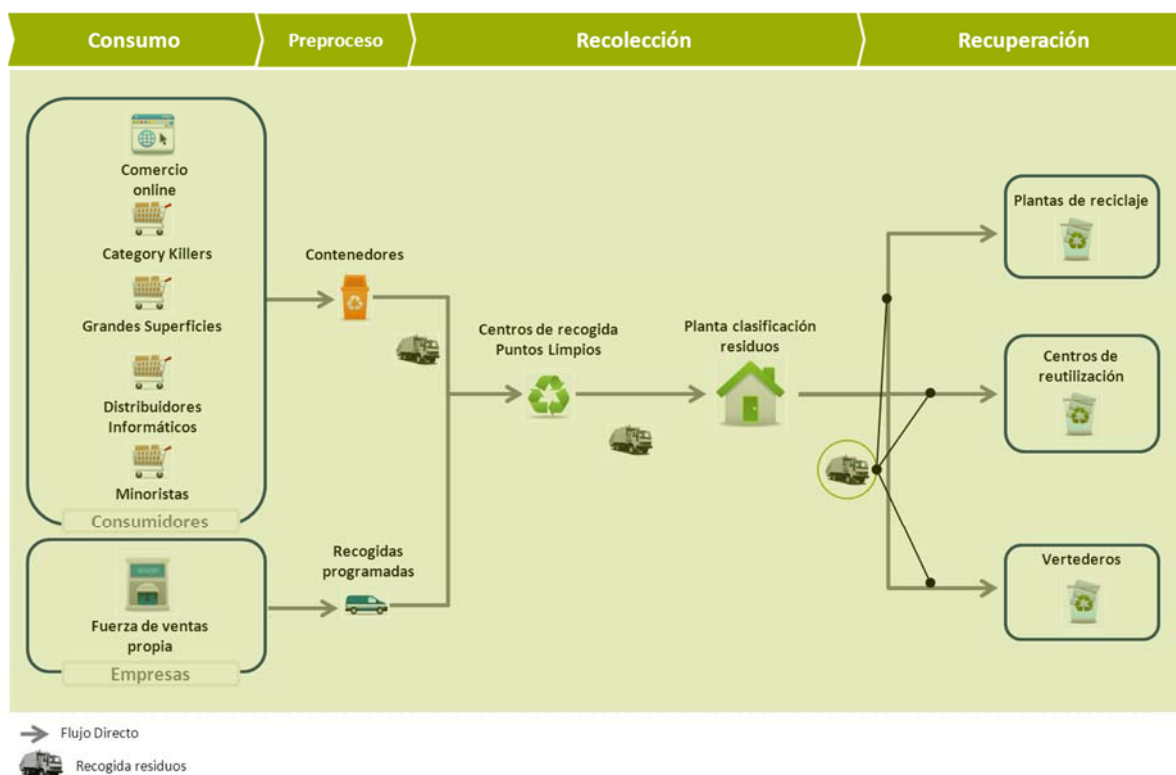 Consumo
Preproceso
Recolección
Recuperación
Comercio
online
Category Killers
Grandes Superficies
Distribuidores
Informáticos
Minoristas
Consumidores
Fuerza de ventas
propia
Empresas
Contenedores
Recogidas
programadas
Centros de recogida
Puntos Limpios
Planta clasificación
residuos
Plantas de reciclaje
Centros de
reutilización
Vertederos
Flujo Directo
Recogida residuos